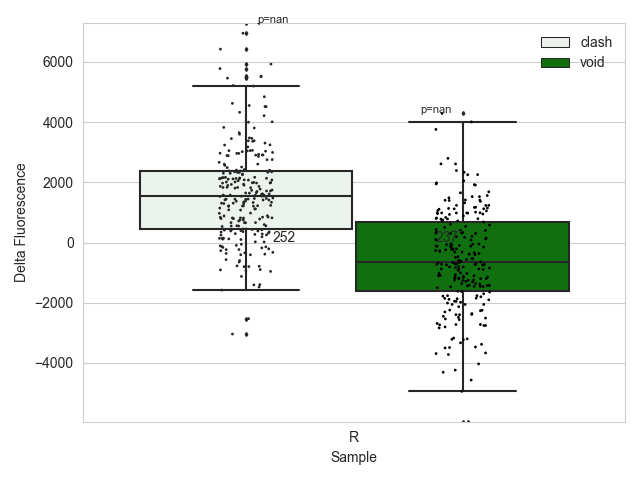 p=nan
clash
void
p=nan
6000
4000
2000
0
−2000
−4000
Delta Fluorescence
252
R
Sample